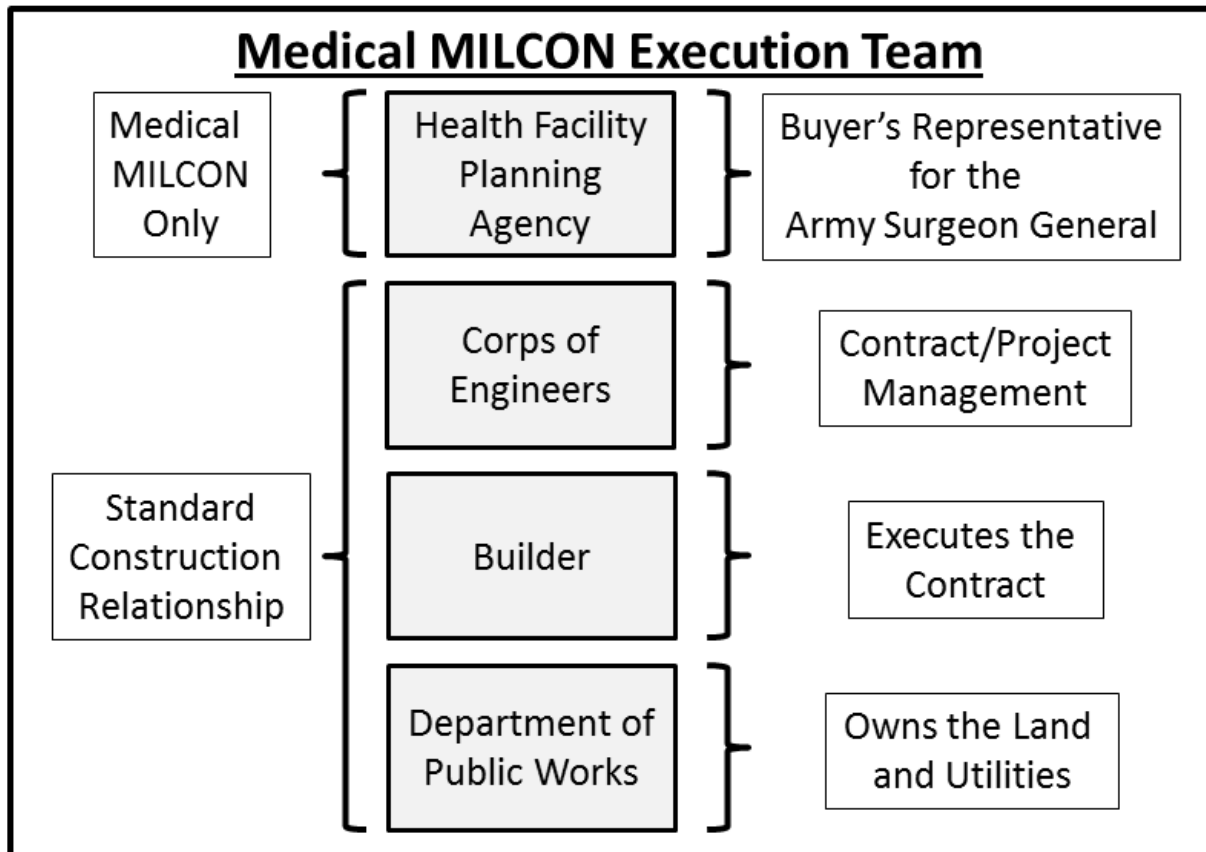 Medical MILCON Execution Team
Medical
MILCON
Only
Health Facility
Planning
Agency
Buyer’s Representative
for the
Army Surgeon General
Corps of
Engineers
Contract/Project
Management
Standard
Construction
Relationship
Builder
Executes the
Contract
Department of
Public Works
Owns the Land
and Utilities